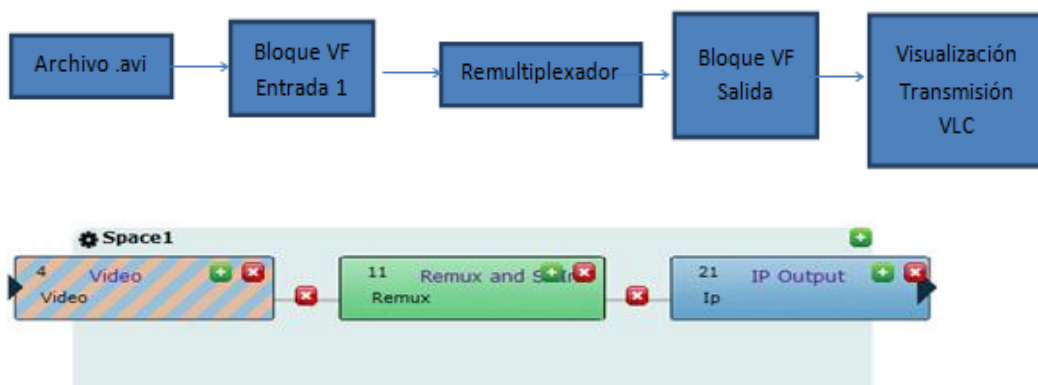 Archivo .avi
Bloque VF
Entrada 1
Remultiplexador
Bloque VF
Salida
Visualización
Transmisión
VLC
Space1
4
Video
Video
11
Remux and
Remux
21
IP Output
Ip